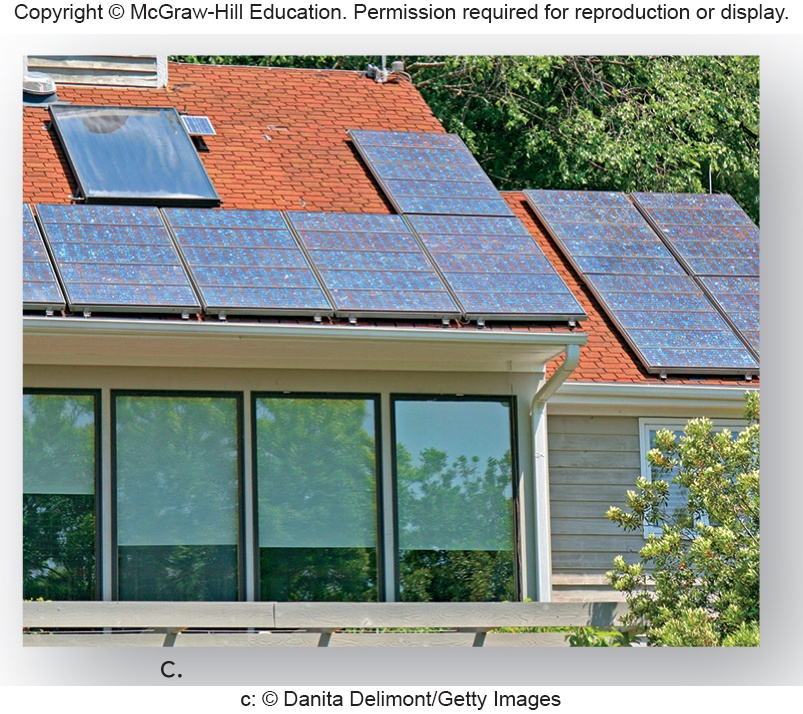 Copyright © McGraw-Hill Education. Permission required for reproduction or display.
c.
c: © Danita Delimont/Getty Images